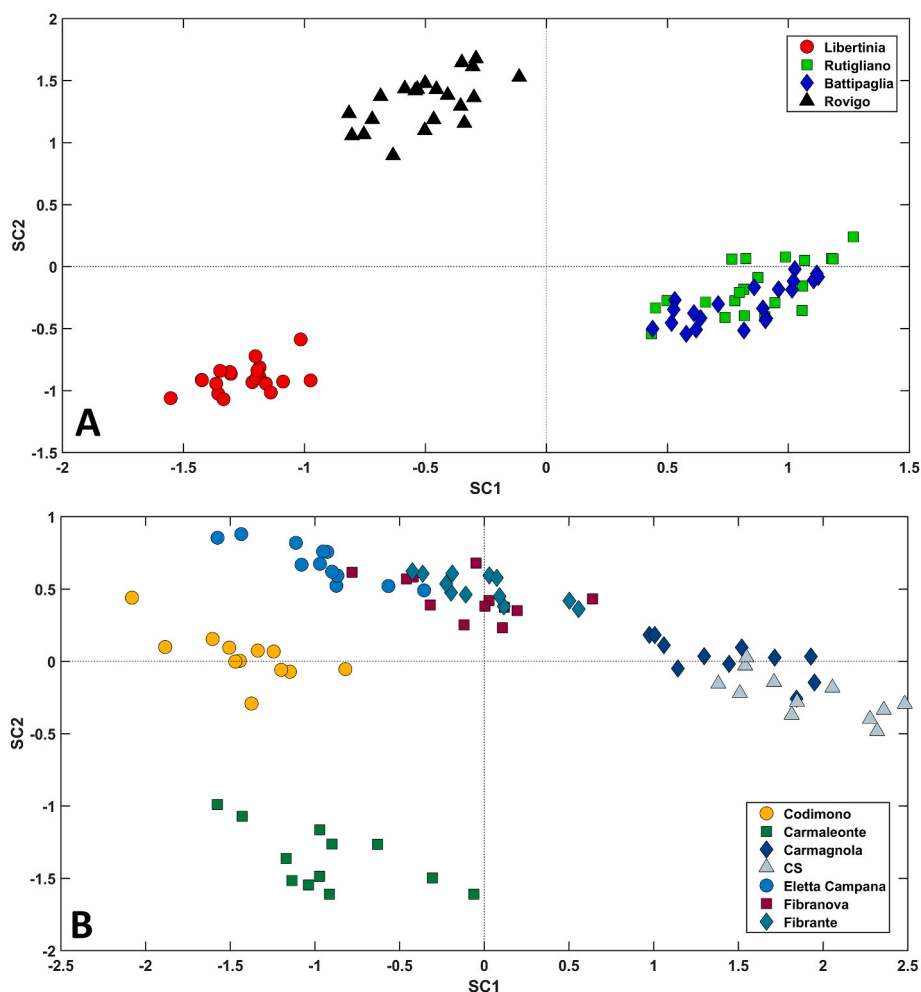 2
1.5
1
0.5
0
-0.5
-1
-1.5
SC2
Libertinia
Rutigliano
Battipaglia
Rovigo
A
-2
-1.5
-1
-0.5
0
0.5
1
1.5
SC1
1
0.5
0
-0.5
-1
-1.5
-2
SC2
Codimono
Carmaleonte
Carmagnola
CS
Eletta Campana
Fibranova
Fibrante
B
-2.5
-2
-1.5
-1
-0.5
0
0.5
1
1.5
2
2.5
SC1